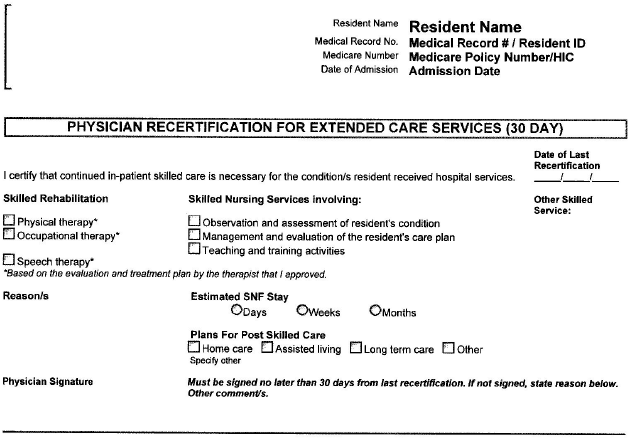 Resident Name Resident Name
Medical Record No. Medical Record # / Resident ID
Medicare Number Medicare Policy Number/HIC
Date of Admission Admission Date
PHYSICIAN RECERTIFICATION FOR EXTENDED CARE SERVICES (30 DAY)
Date of Last
Recertification
I certify that continued in-patient skilled care is necessary for the condition/s resident received hospital services. ____/____/____
Skilled Rehabilitation Skilled Nursing Services involving: Other Skilled
Service:
Physical therapy* Observation and assessment of resident's condition
Occupational therapy* Management and evaluation of the resident's care plan
Teaching and training activities
Speech therapy*
*Based on the evaluation and treatment plan by the therapist that I approved.
Reason/s Estimated SNF Stay
Days Weeks Months
Plans For Post Skilled Care
Home care Assisted living Long term care Other
Specify other
Physician Signature Must be signed no later than 30 days from last recertification. If not signed, state reason below.
Other comment/s.